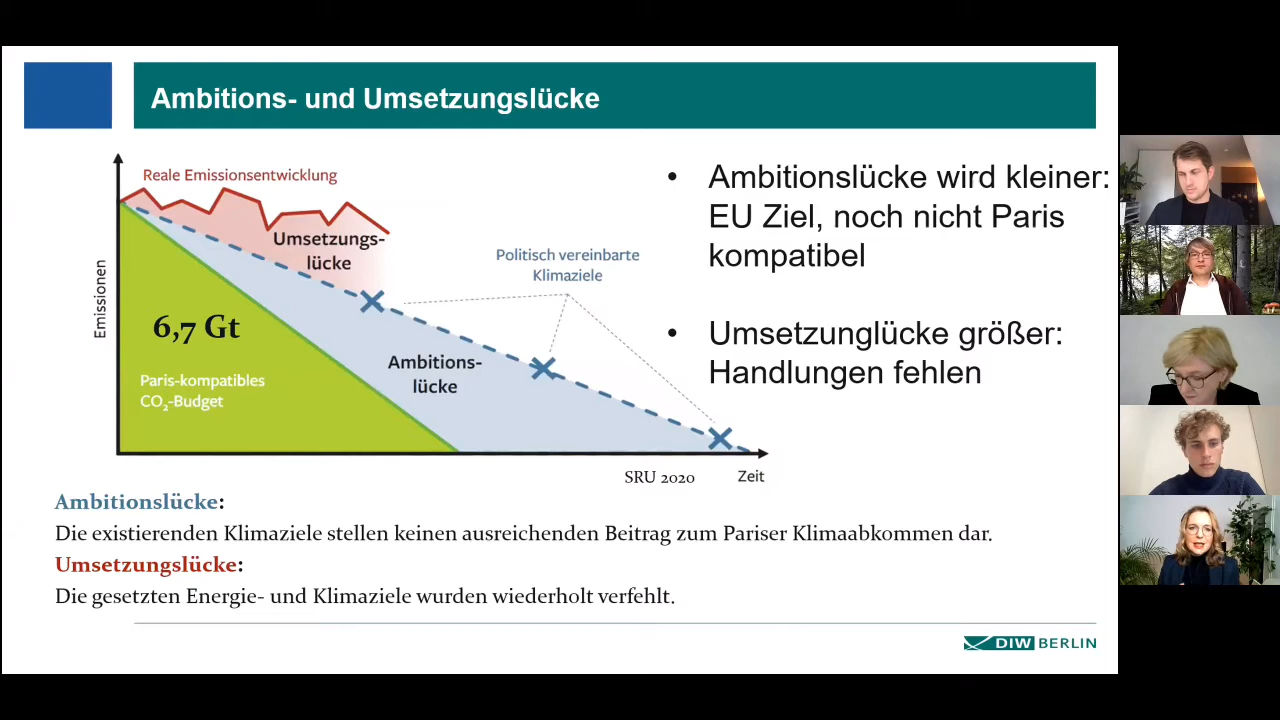 Ambitions- und Umsetzungslücke
Reale Emissionsentwicklung
Umsetzungs-
lücke
Politisch vereinbarte
Klimaziele
Emissionen
6,7 Gt
Ambitions-
lücke
Paris-kompatibles
CO₂-Budget
SRU 2020
Zeit
• Ambitionslücke wird kleiner:
EU Ziel, noch nicht Paris
kompatibel
• Umsetzunglücke größer:
Handlungen fehlen
Ambitionslücke:
Die existierenden Klimaziele stellen keinen ausreichenden Beitrag zum Pariser Klimaabkommen dar.
Umsetzungslücke:
Die gesetzten Energie- und Klimaziele wurden wiederholt verfehlt.
DIW BERLIN